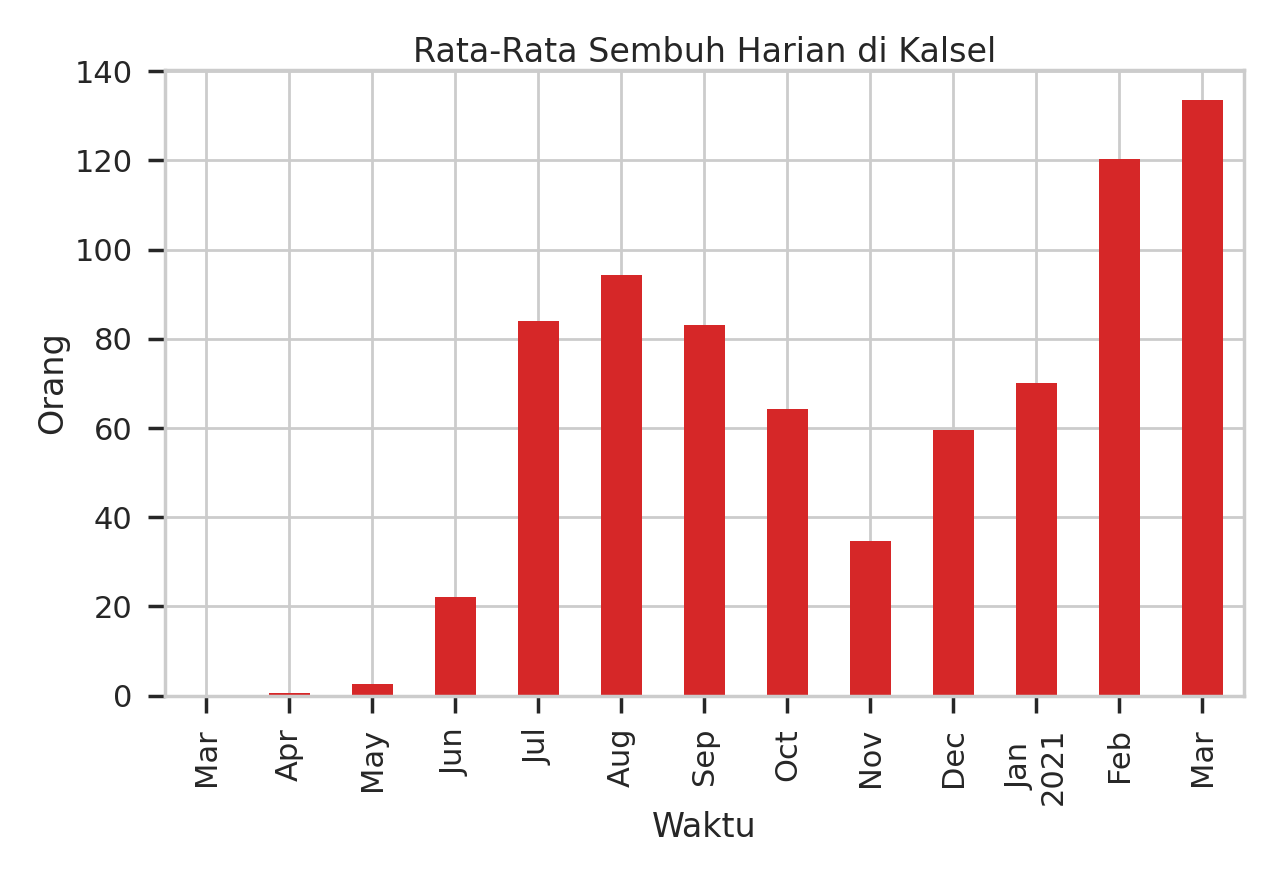 Rata-Rata Sembuh Harian di Kalsel
140
120
100
80
60
40
20
0
Orang
Mar
Apr
May
Jun
Jul
Aug
Sep
Oct
Nov
Dec
Jan
2021
Feb
Mar
Waktu